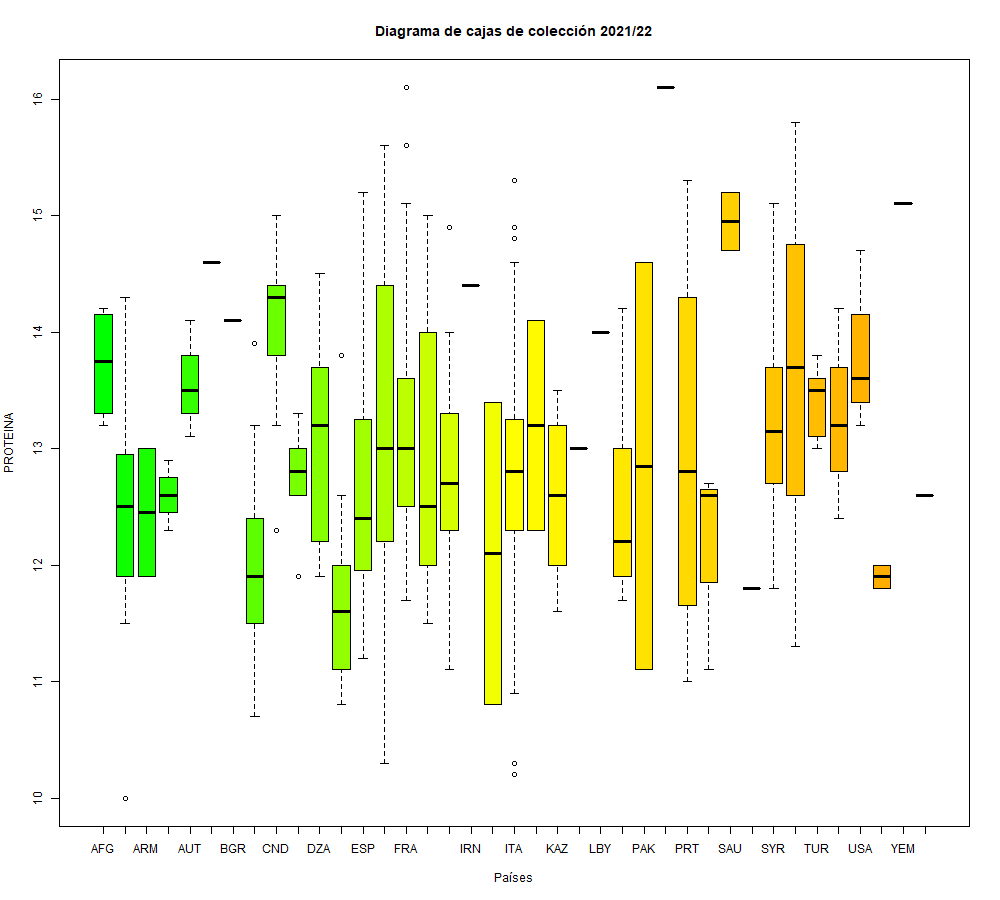 Diagrama de cajas de colección 2021/22
16
15
14
13
12
11
10
PROTEINA
AFG ARM AUT BGR CND DZA ESP FRA IRN ITA KAZ LBY PAK PRT SAU SYR TUR USA YEM
Países